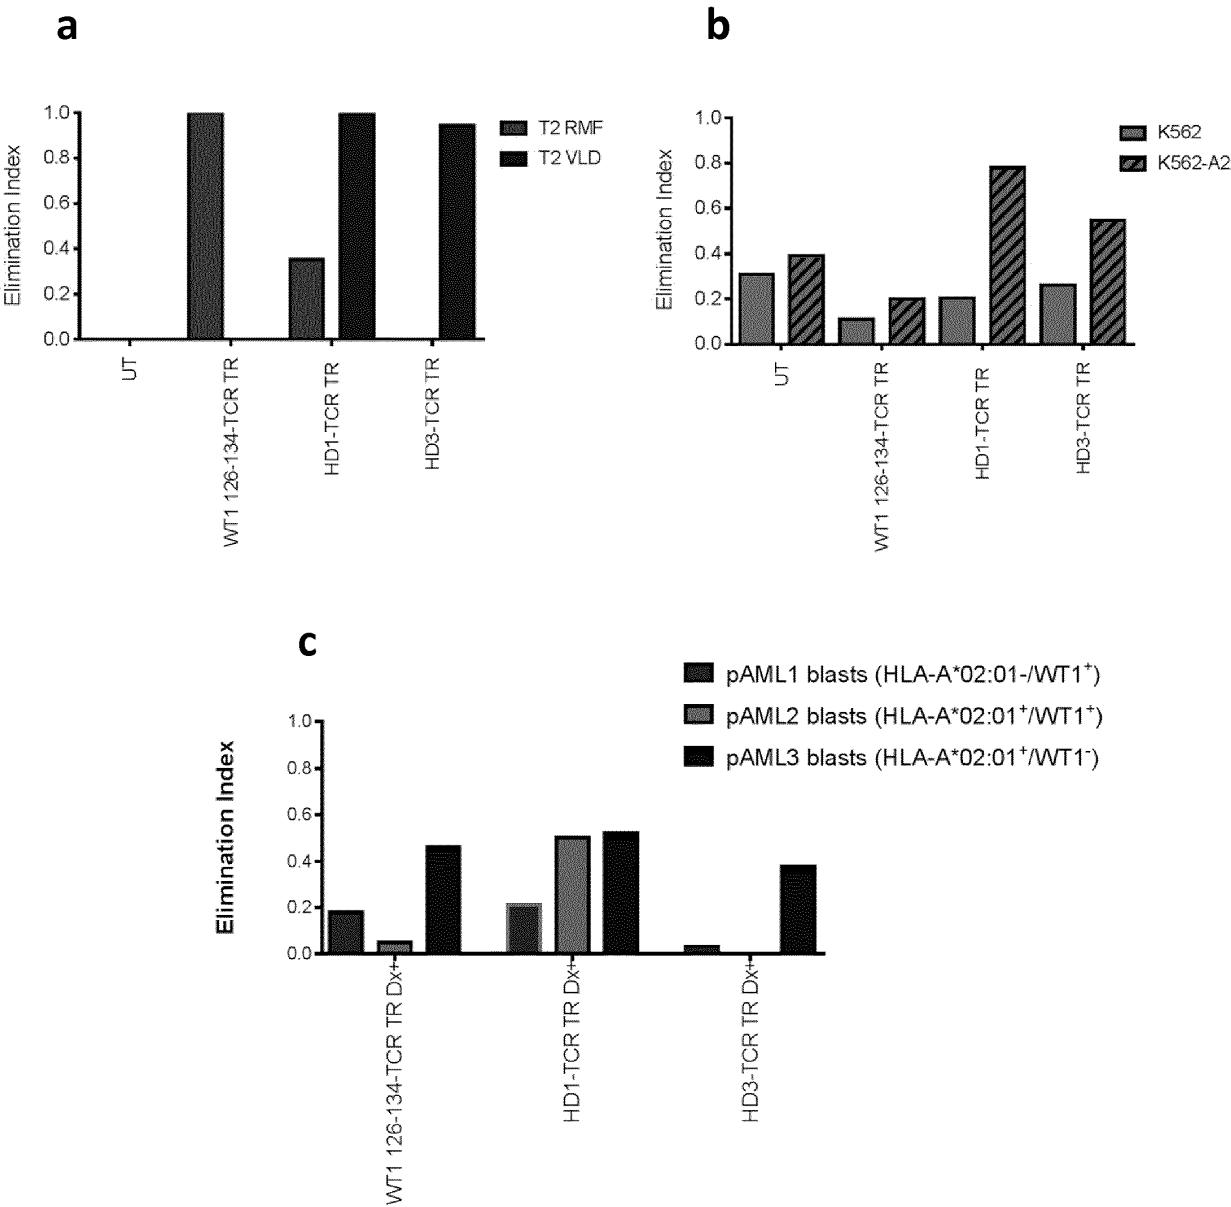 a
Elimination Index
1.0
0.8
0.6
0.4
0.2
0.0
UT
WT1 126-134-TCR TR
HD1-TCR TR
HD3-TCR TR
T2 RMF
T2 VLD
b
Elimination Index
1.0
0.8
0.6
0.4
0.2
0.0
UT
WT1 126-134-TCR TR
HD1-TCR TR
HD3-TCR TR
K562
K562-A2
c
pAML1 blasts (HLA-A*02:01-/WT1⁺)
pAML2 blasts (HLA-A*02:01⁺/WT1⁺)
pAML3 blasts (HLA-A*02:01⁺/WT1⁻)
Elimination Index
1.0
0.8
0.6
0.4
0.2
0.0
WT1 126-134-TCR TR Dx+
HD1-TCR TR Dx+
HD3-TCR TR Dx+